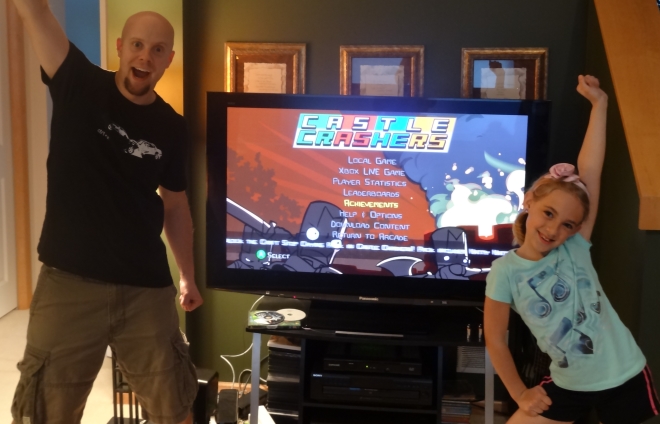 CASTLE
CRASHERS
Local Game
Xbox LIVE Game
Player Statistics
Leaderboards
Achievements
Help & Options
Download Content
Return to Arcade
Select
Panasonic